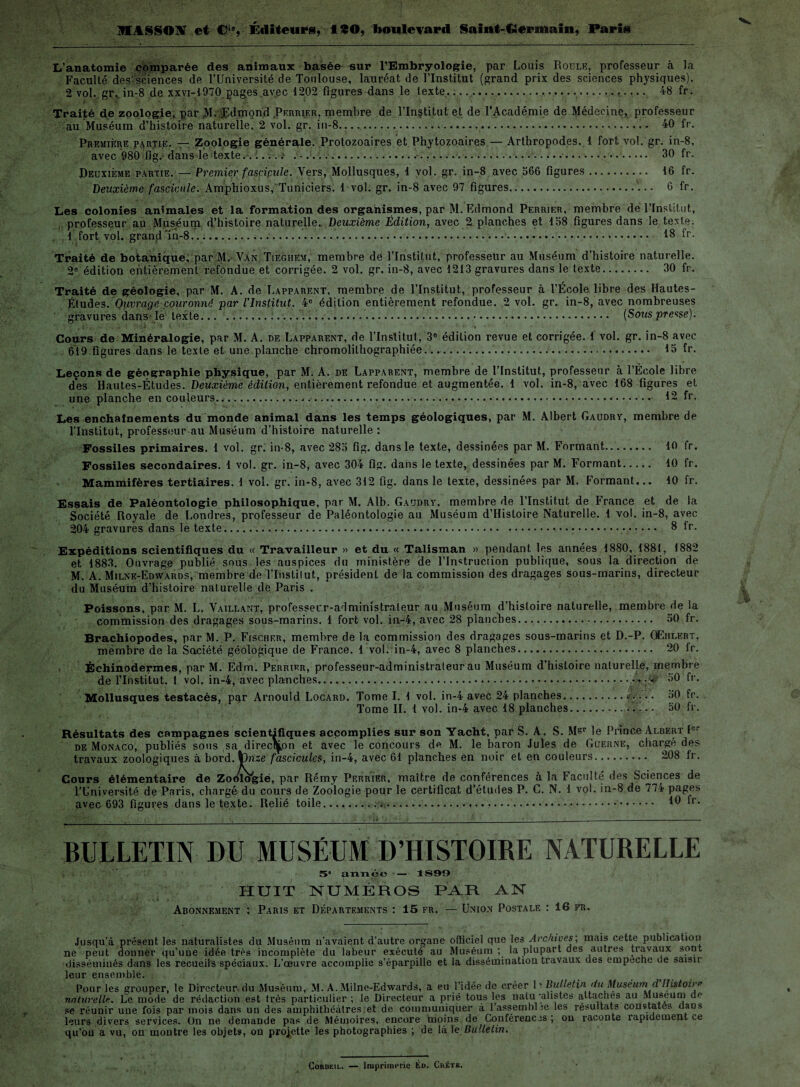 MASSON et Cie, Éditeurs, 120, boulevard Saint-Germain, Paris
L'anatomie comparée des animaux basée sur l'Embryologie, par Louis ROULE, professeur à la
Faculté des sciences de l'Université de Toulouse, lauréat de l'Institut (grand prix des sciences physiques).
2 vol. gr. in-8 de xxvi-1970 pages avec 1202 figures dans le texte..... 48 fr.
Traité de zoologie, par M. Edmond PERRIER, membre de l'Institut et de l'Académie de Médecine, professeur
au Muséum d'histoire naturelle. 2 vol. gr. in-8..... 40 fr.
PREMIÈRE PARTIE. — Zoologie générale. Protozoaires et Phytozoaires — Arthropodes. 1 fort vol. gr. in-8,
avec 980 fig. dans le texte..... 30 fr.
DEUXIÈME PARTIE. — Premier fascicule. Vers, Mollusques, 1 vol. gr. in-8 avec 566 figures ..... 16 fr.
Deuxième fascicule. Amphioxus, Tuniciers. 1 vol. gr. in-8 avec 97 figures..... 6 fr.
Les colonies animales et la formation des organismes, par M. Edmond PERRIER, membre de l'Institut,
professeur au Muséum d'histoire naturelle. Deuxième Édition, avec 2 planches et 158 figures dans le texte.
1 fort vol. grand in-8..... 18 fr.
Traité de botanique, par M. VAN TIEGHEM, membre de l'Institut, professeur au Muséum d'histoire naturelle.
2e édition entièrement refondue et corrigée. 2 vol. gr. in-8, avec 1213 gravures dans le texte..... 30 fr.
Traité de géologie, par M. A. de LAPPARENT, membre de l'Institut, professeur à l'École libre des Hautes-
Études. Ouvrage couronné par l'Institut. 4e édition entièrement refondue. 2 vol. gr. in-8, avec nombreuses
gravures dans le texte..... (Sous presse).
Cours de Minéralogie, par M. A. DE LAPPARENT, de l'Institut, 3e édition revue et corrigée. 1 vol. gr. in-8 avec
619 figures dans le texte et une planche chromolithographiée..... 15 fr.
Leçons de géographie physique, par M. A. DE LAPPARENT, membre de l'Institut, professeur à l'École libre
des Hautes-Études. Deuxième édition, entièrement refondue et augmentée. 1 vol. in-8, avec 168 figures et
une planche en couleurs..... 12 fr.
Les enchaînements du monde animal dans les temps géologiques, par M. Albert GAUDRY, membre de
l'Institut, professeur au Muséum d'histoire naturelle :
Fossiles primaires. 1 vol. gr. in-8, avec 285 fig. dans le texte, dessinées par M. Formant..... 10 fr.
Fossiles secondaires. 1 vol. gr. in-8, avec 304 fig. dans le texte, dessinées par M. Formant..... 10 fr.
Mammifères tertiaires. 1 vol. gr. in-8, avec 312 fig. dans le texte, dessinées par M. Formant... 10 fr.
Essais de Paléontologie philosophique, par M. Alb. GAUDRY, membre de l'Institut de France et de la
Société Royale de Londres, professeur de Paléontologie au Muséum d'Histoire Naturelle. 1 vol. in-8, avec
204 gravures dans le texte..... 8 fr.
Expéditions scientifiques du « Travailleur » et du « Talisman » pendant les années 1880, 1881, 1882
et 1883. Ouvrage publié sous les auspices du ministère de l'Instruction publique, sous la direction de
M. A. MILNE-EDWARDS, membre de l'Institut, président de la commission des dragages sous-marins, directeur
du Muséum d'histoire naturelle de Paris .
Poissons, par M. L. VAILLANT, professeur-administrateur au Muséum d'histoire naturelle, membre de la
commission des dragages sous-marins. 1 fort vol. in-4, avec 28 planches..... 50 fr.
Brachiopodes, par M. P. FISCHER, membre de la commission des dragages sous-marins et D.-P. ŒHLERT,
membre de la Société géologique de France. 1 vol. in-4, avec 8 planches..... 20 fr.
Échinodermes, par M. Edm. PERRIER, professeur-administrateur au Muséum d'histoire naturelle, membre
de l'Institut. 1 vol. in-4, avec planches..... 50 fr.
Mollusques testacés, par Arnould LOCARD. Tome I. 1 vol. in-4 avec 24 planches..... 50 fr.
Tome II. 1 vol. in-4 avec 18 planches..... 50 fr.
Résultats des campagnes scientifiques accomplies sur son Yacht, par S. A. S. Mgr le Prince ALBERT Ier
DE MONACO, publiés sous sa direction et avec le concours de M. le baron Jules de GUERNE, chargé des
travaux zoologiques à bord. Onze fascicules, in-4, avec 61 planches en noir et en couleurs..... 208 fr.
Cours élémentaire de Zoologie, par Rémy PERRIER, maître de conférences à la Faculté des Sciences de
l'Université de Paris, chargé du cours de Zoologie pour le certificat d'études P. C. N. 1 vol. in-8 de 774 pages
avec 693 figures dans le texte. Relié toile..... 10 fr.
BULLETIN DU MUSÉUM D'HISTOIRE NATURELLE
5e année — 1899
HUIT NUMÉROS PAR AN
ABONNEMENT : PARIS ET DÉPARTEMENTS : 15 FR. — UNION POSTALE : 16 FR.
Jusqu'à présent les naturalistes du Muséum n'avaient d'autre organe officiel que les Archives; mais cette publication
ne peut donner qu'une idée très incomplète du labeur exécuté au Muséum ; la plupart des autres travaux sont
disséminés dans les recueils spéciaux. L'œuvre accomplie s'éparpille et la dissémination travaux des empêche de saisir
leur ensemble.
Pour les grouper, le Directeur du Muséum, M. A. Milne-Edwards, a eu l'idée de créer le Bulletin du Muséum d'Histoire
naturelle. Le mode de rédaction est très particulier ; le Directeur a prié tous les naturalistes attachés au Muséum de
se réunir une fois par mois dans un des amphithéâtres et de communiquer à l'assemblée les résultats constatés dans
leurs divers services. On ne demande pas de Mémoires, encore moins de Conférences ; on raconte rapidement ce
qu'on a vu, on montre les objets, on projette les photographies ; de là le Bulletin.
CORBEIL. — Imprimerie ÉD. CRÉTÉ.